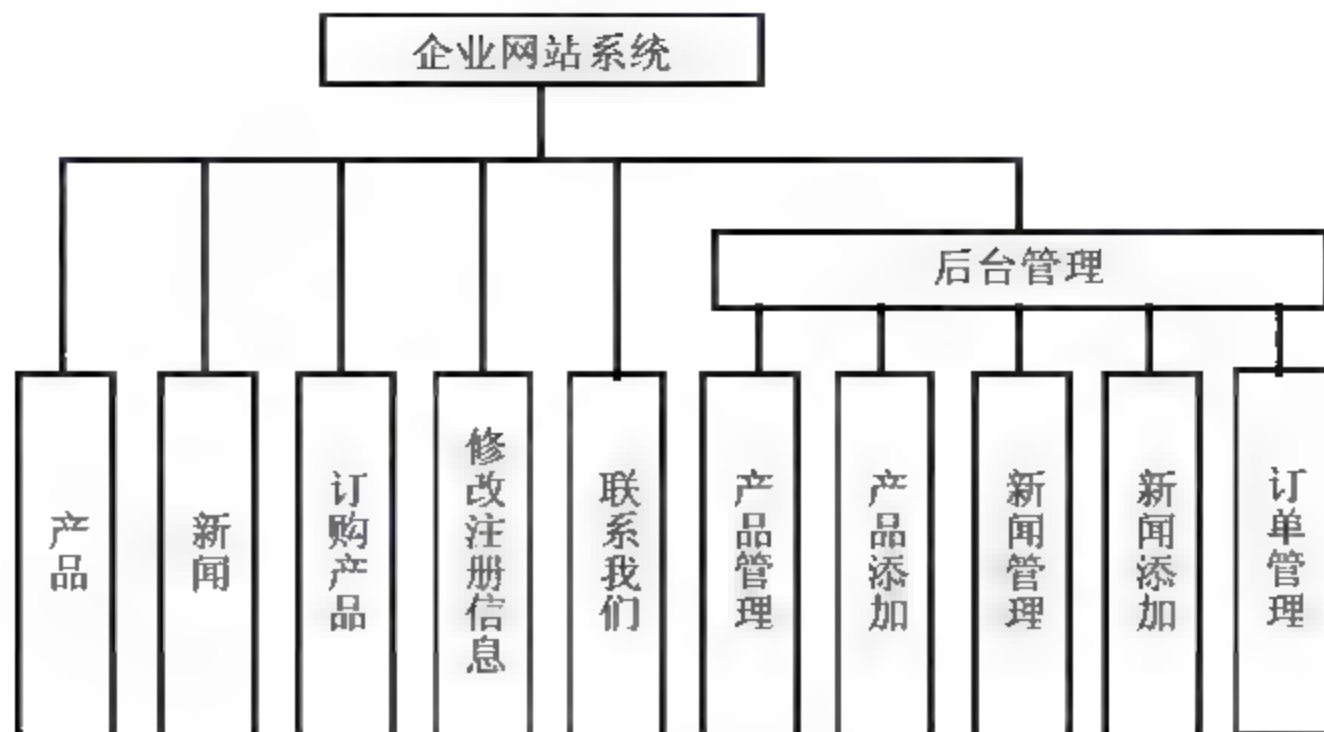 企业网站系统
后台管理
产品
新闻
订购产品
修改注册信息
联系我们
产品管理
产品添加
新闻管理
新闻添加
订单管理